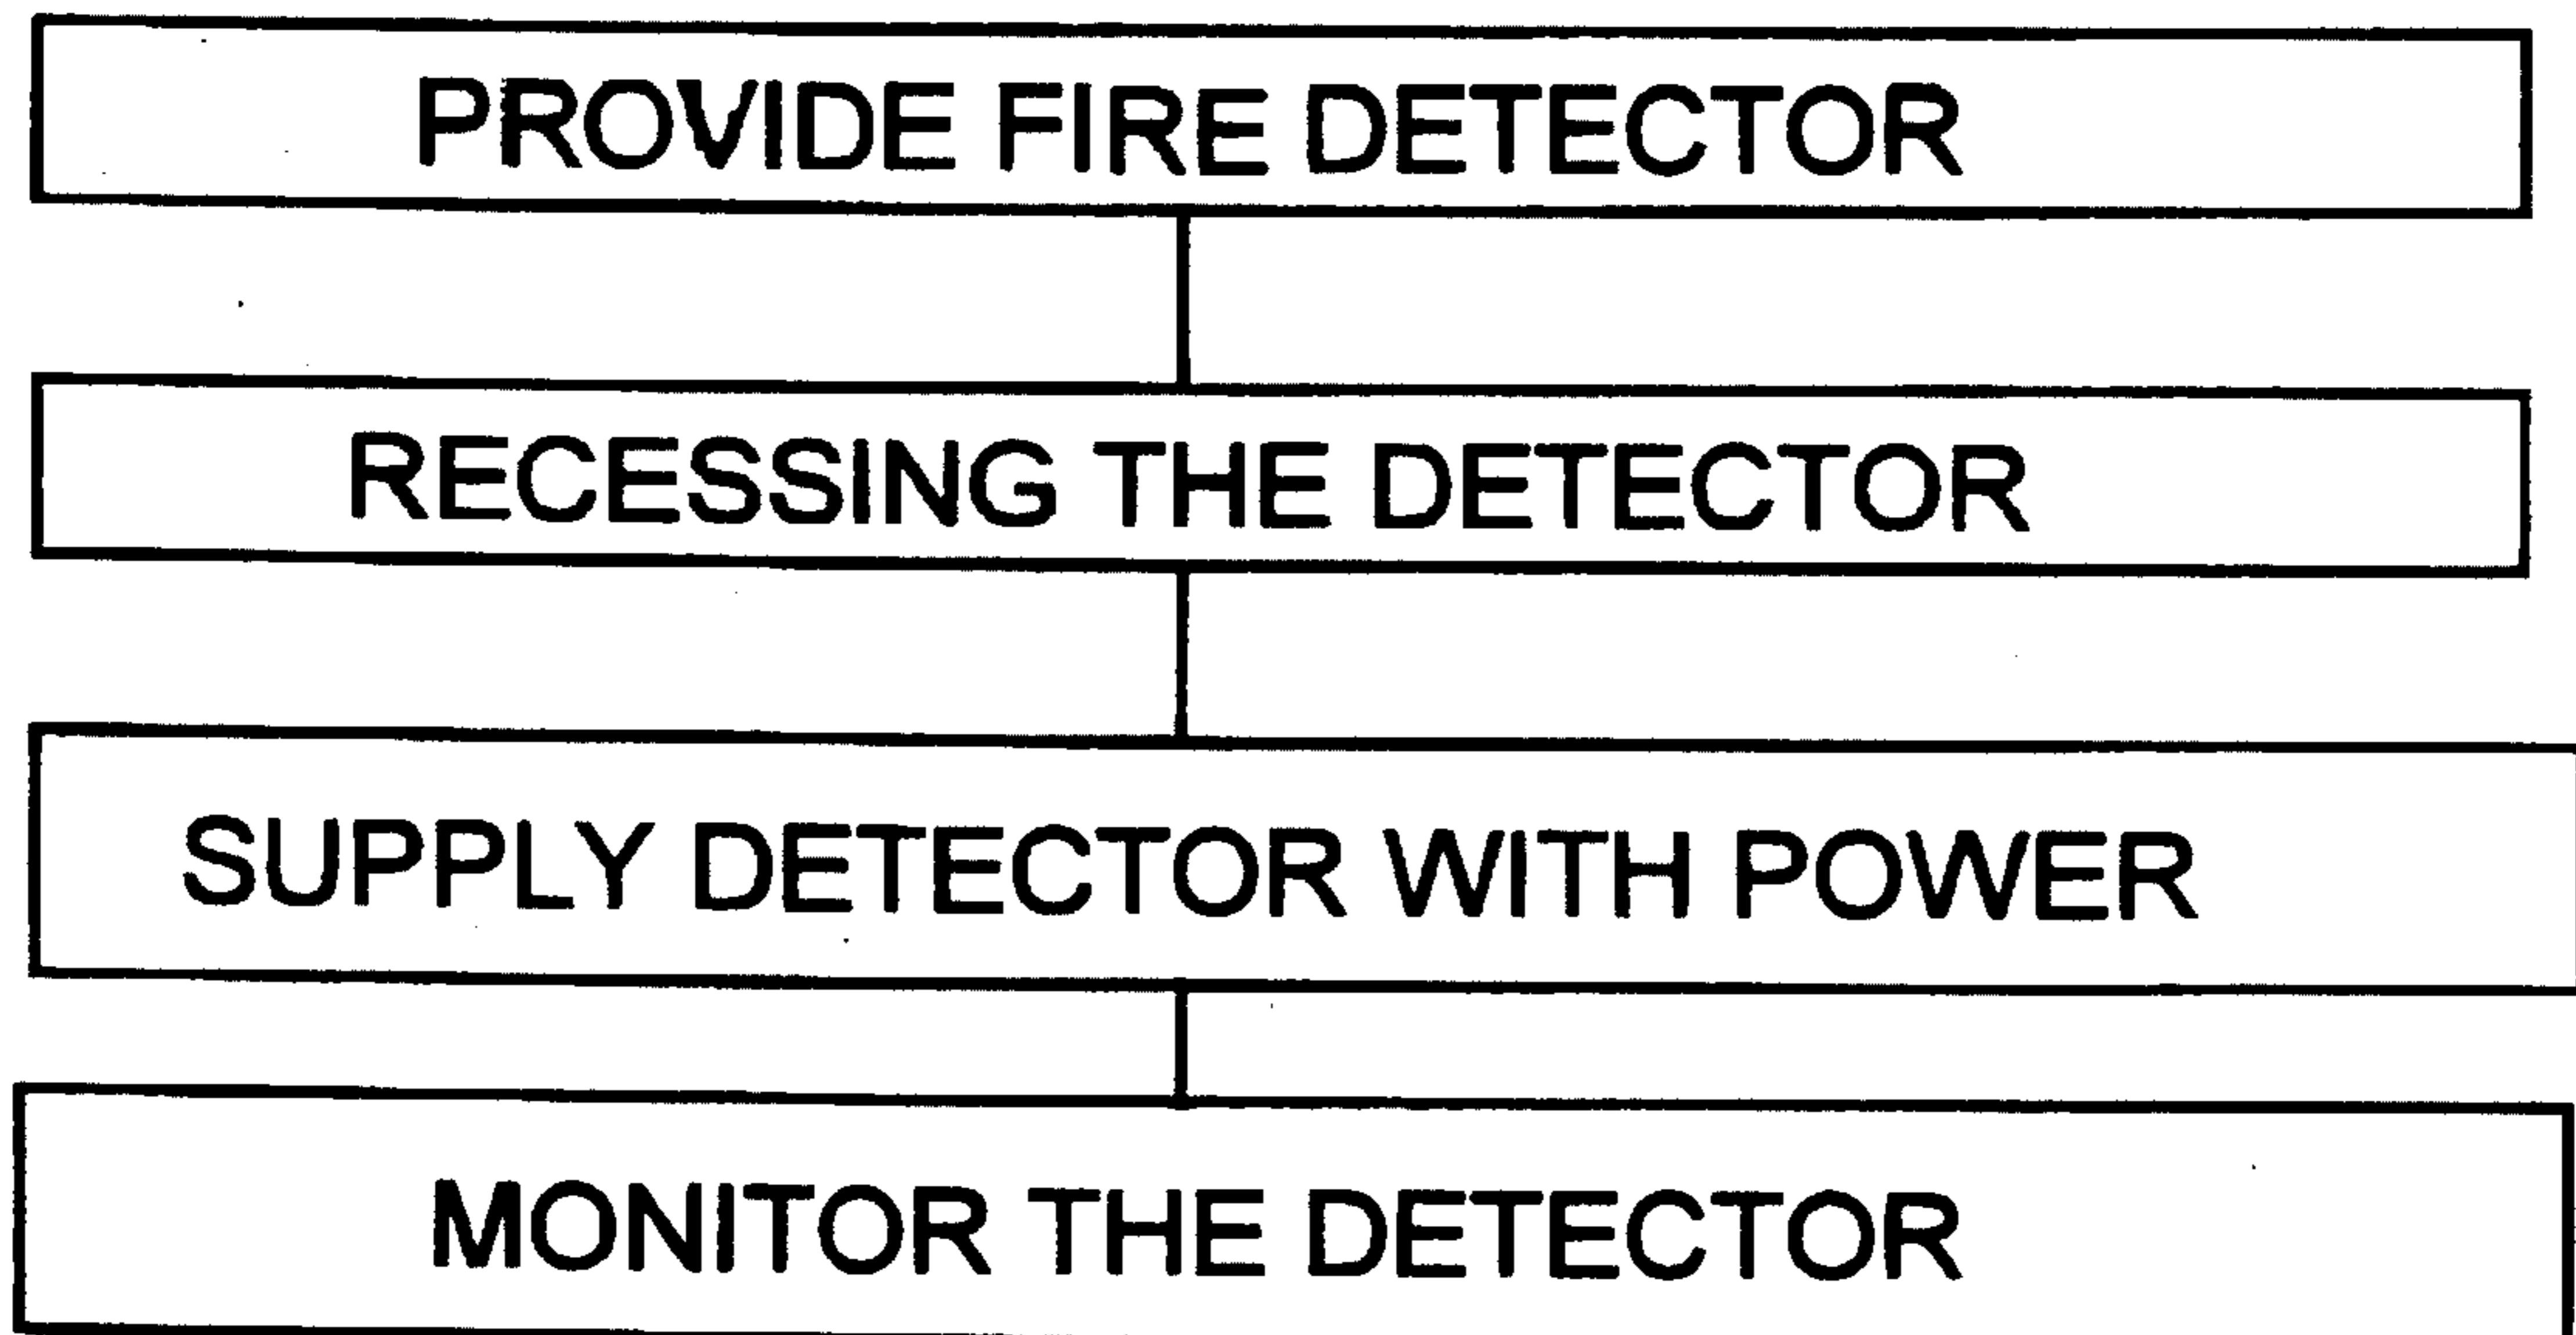 PROVIDE FIRE DETECTOR
RECESSING THE DETECTOR
SUPPLY DETECTOR WITH POWER
MONITOR THE DETECTOR